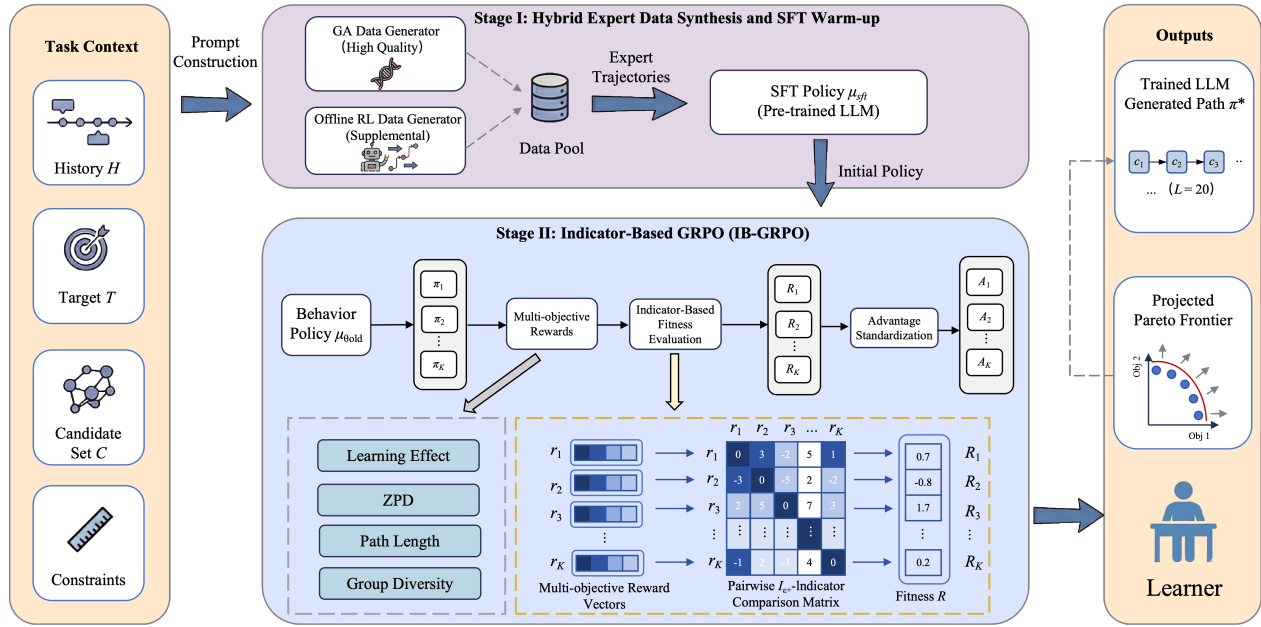 Task Context
History H
Target T
Candidate
Set C
Constraints
Prompt
Construction
Stage I: Hybrid Expert Data Synthesis and SFT Warm-up
GA Data Generator
(High Quality)
Offline RL Data Generator
(Supplemental)
Data Pool
Expert
Trajectories
SFT Policy μsft
(Pre-trained LLM)
Initial Policy
Stage II: Indicator-Based GRPO (IB-GRPO)
Behavior
Policy μθold
π1
π2
⋮
πK
Multi-objective
Rewards
Indicator-Based
Fitness
Evaluation
R1
R2
⋮
RK
Advantage
Standardization
A1
A2
⋮
AK
Learning Effect
ZPD
Path Length
Group Diversity
r1
r2
r3
⋮
rK
Multi-objective Reward
Vectors
r1 r2 r3 ... rK
r1 0 3 -2 5 1
r2 -3 0 -5 2 -2
r3 2 5 0 7 3
⋮ ⋮ ⋮ ⋮ ⋮ ⋮
rK -1 2 -3 4 0
Pairwise Iε+-Indicator
Comparison Matrix
0.7 R1
-0.8 R2
1.7 R3
⋮ ⋮
0.2 RK
Fitness R
Outputs
Trained LLM
Generated Path π*
c1 c2 c3 ..
... (L = 20)
Projected
Pareto Frontier
Obj 2
Obj 1
Learner